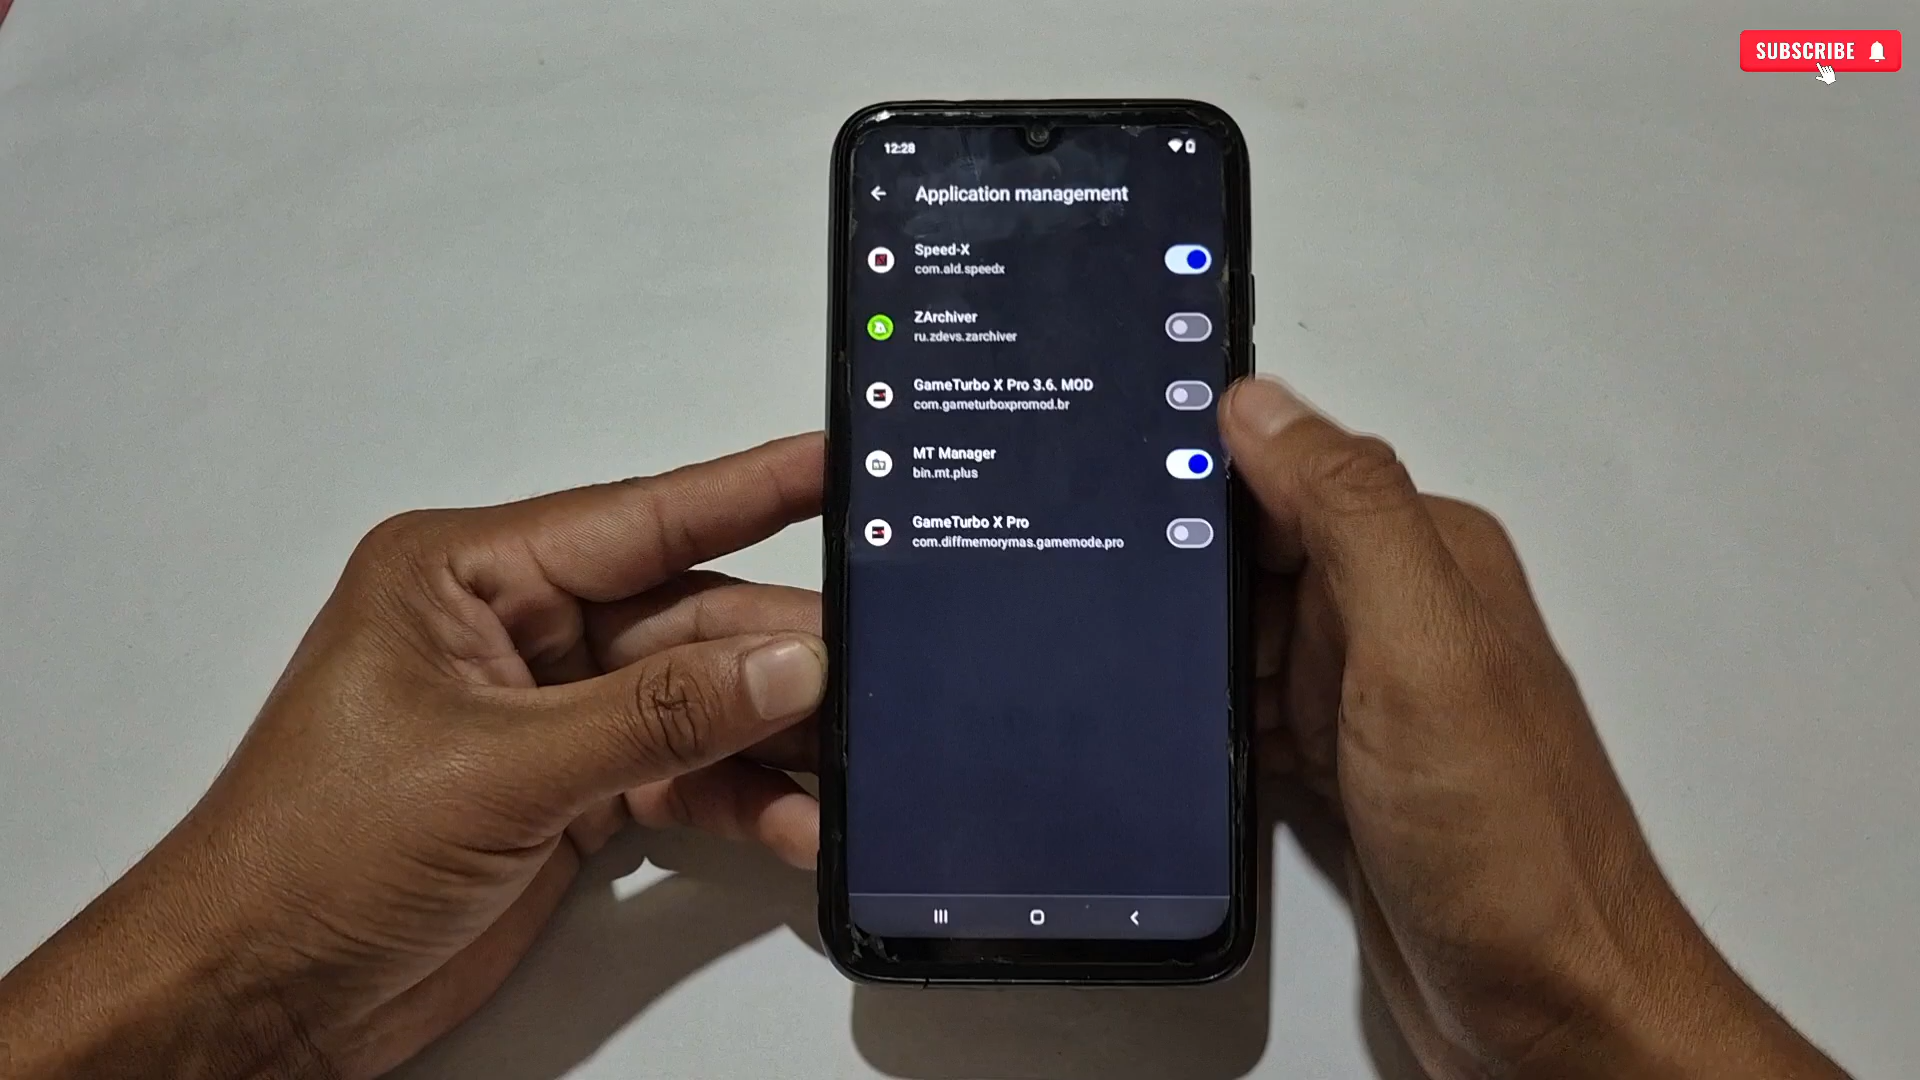 SUBSCRIBE
12:28
Application management
Speed-X
com.ald.speedx
ZArchiver
ru.zdevs.zarchiver
GameTurbo X Pro 3.6. MOD
com.gameturboxpromod.br
MT Manager
bin.mt.plus
GameTurbo X Pro
com.diffmemorymas.gamemode.pro